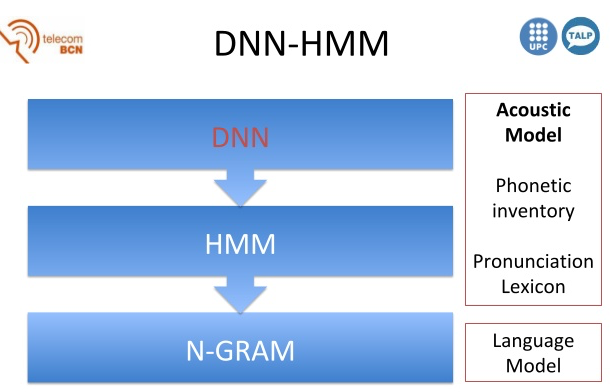 telecom
BCN
DNN-HMM
UPC
TALP
DNN
HMM
N-GRAM
Acoustic
Model
Phonetic
inventory
Pronunciation
Lexicon
Language
Model